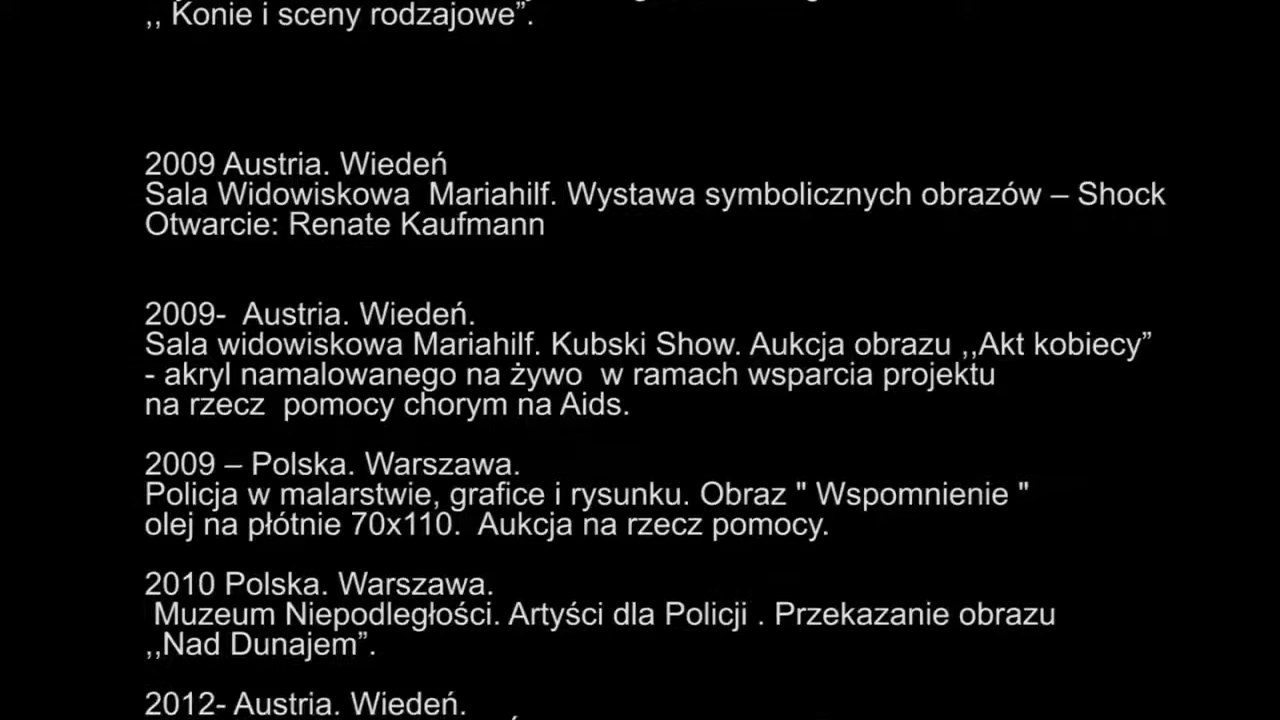 ,, Konie i sceny rodzajowe”.
2009 Austria. Wiedeń
Sala Widowiskowa  Mariahilf. Wystawa symbolicznych obrazów – Shock
Otwarcie: Renate Kaufmann
2009-  Austria. Wiedeń.
Sala widowiskowa Mariahilf. Kubski Show. Aukcja obrazu ,,Akt kobiecy”
- akryl namalowanego na żywo  w ramach wsparcia projektu
na rzecz  pomocy chorym na Aids.
2009 – Polska. Warszawa.
Policja w malarstwie, grafice i rysunku. Obraz " Wspomnienie "
olej na płótnie 70x110.  Aukcja na rzecz pomocy.
2010 Polska. Warszawa.
Muzeum Niepodległości. Artyści dla Policji . Przekazanie obrazu
,,Nad Dunajem”.
2012- Austria. Wiedeń.